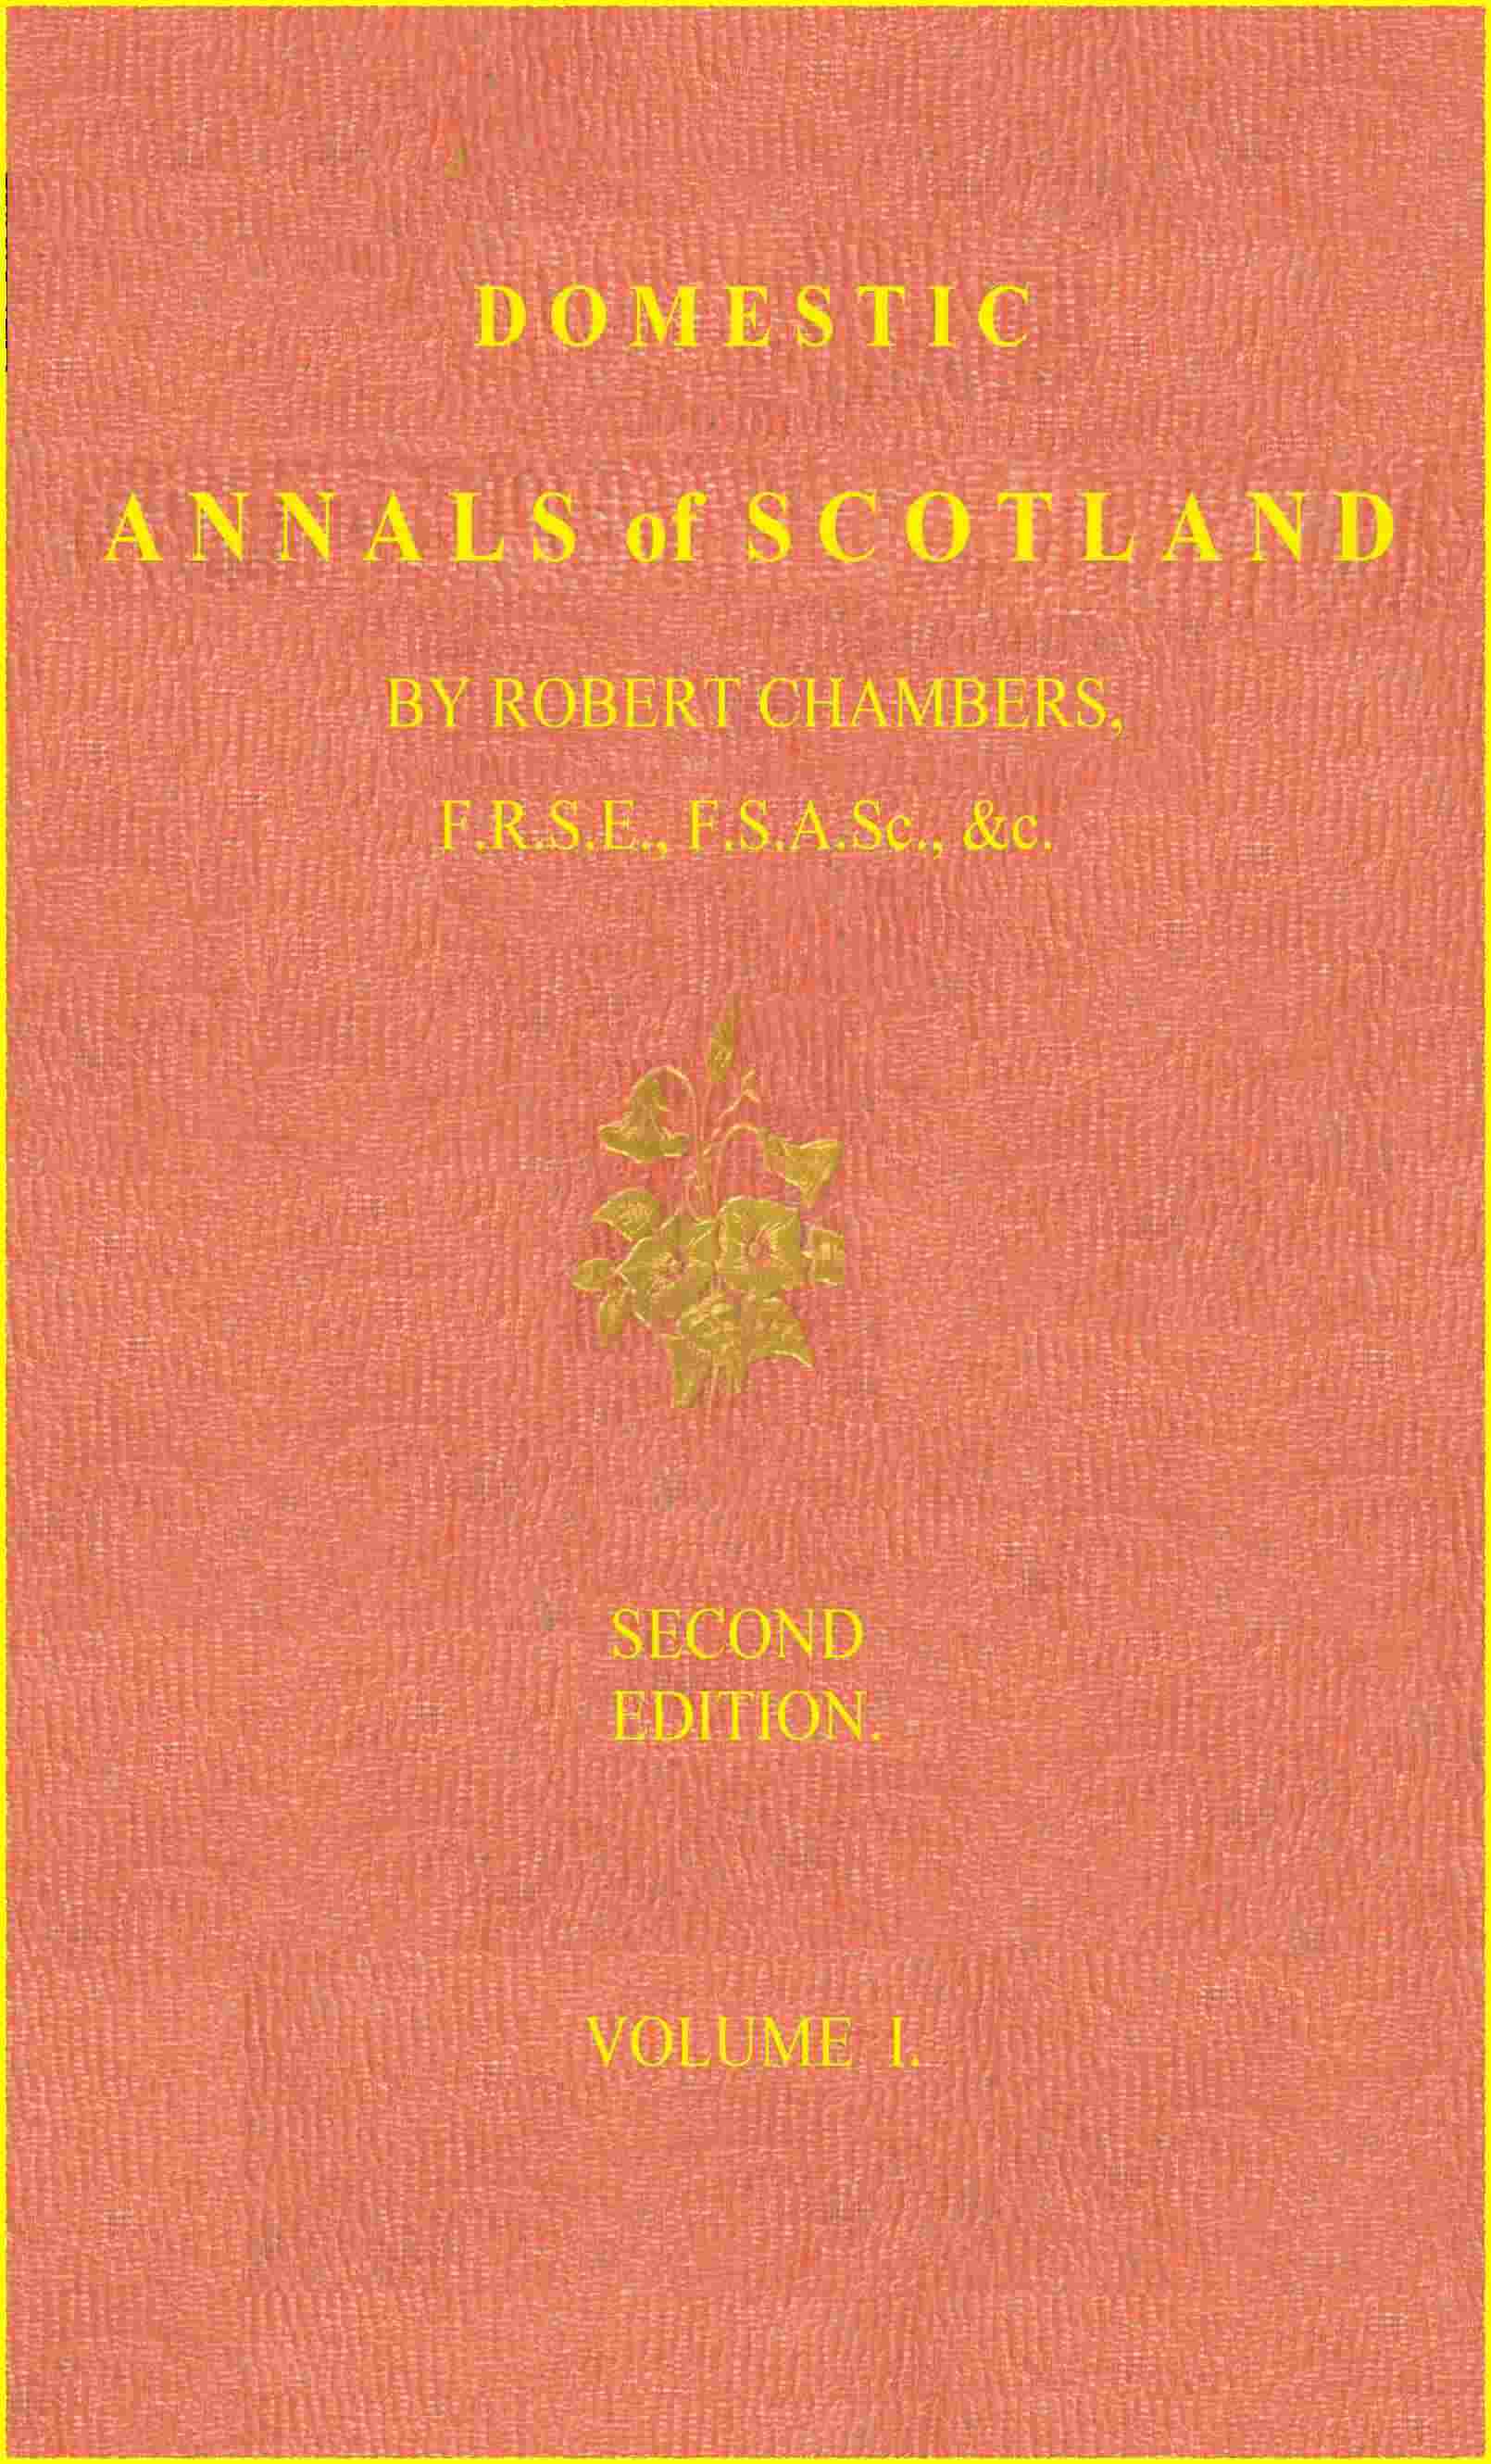 DOMESTIC
ANNALS of SCOTLAND
BY ROBERT CHAMBERS,
F.R.S.E., F.S.A.Sc., &c.
SECOND
EDITION.
VOLUME I.